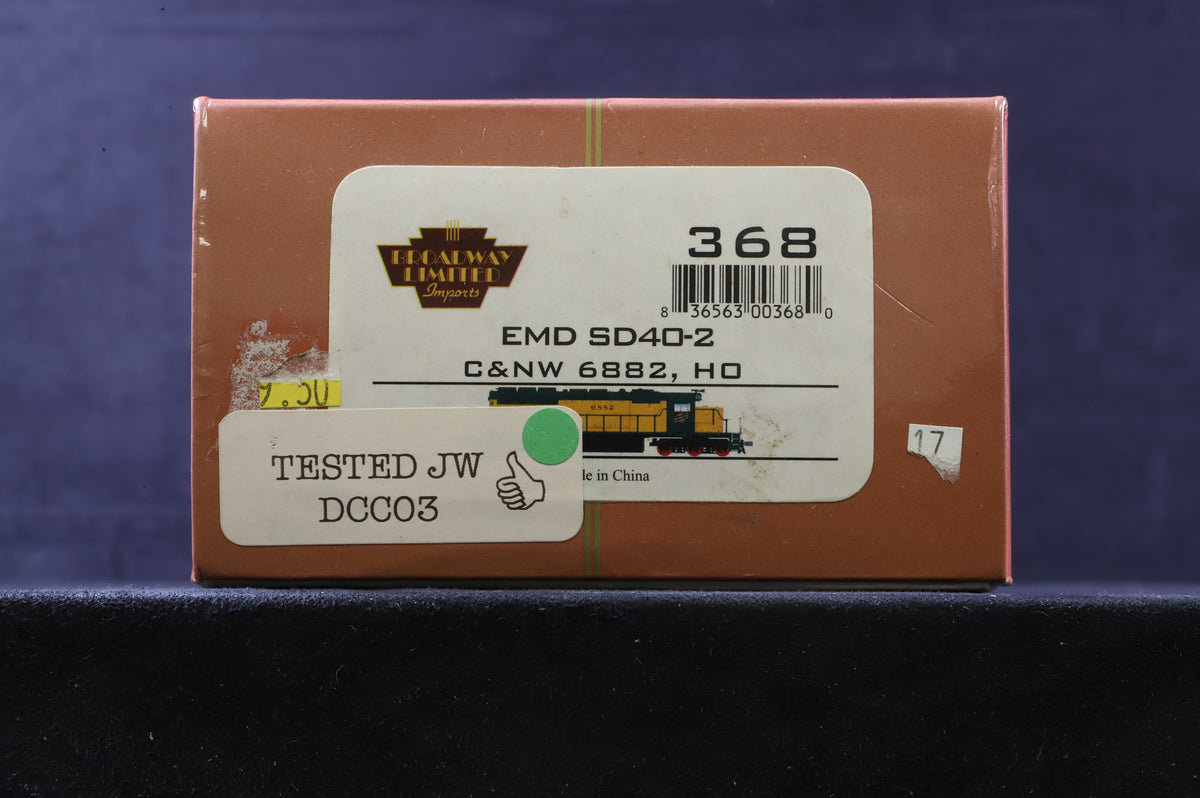 BROADWAY
LIMITED
Imports
368
8 36563 00368 0
EMD SD40-2
C&NW 6882, HO
6882
.50
TESTED JW
DCC03
in China
17